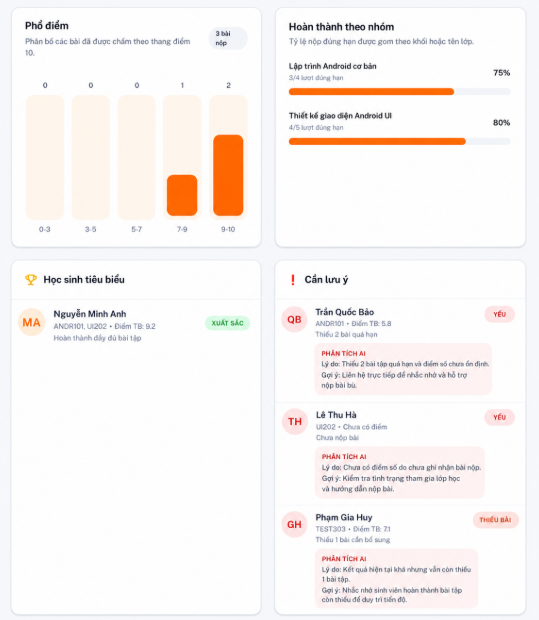 Phổ điểm
Phân bố các bài đã được chấm theo thang điểm
10.
3 bài
nộp
0
0
0
1
2
0-3
3-5
5-7
7-9
9-10
Hoàn thành theo nhóm
Tỷ lệ nộp đúng hạn được gom theo khối hoặc tên lớp.
Lập trình Android cơ bản
3/4 lượt đúng hạn
75%
Thiết kế giao diện Android UI
4/5 lượt đúng hạn
80%
Học sinh tiêu biểu
MA
Nguyễn Minh Anh
ANDR101, UI202 • Điểm TB: 9.2
Hoàn thành đầy đủ bài tập
XUẤT SẮC
Cần lưu ý
QB
Trần Quốc Bảo
ANDR101 • Điểm TB: 5.8
Thiếu 2 bài quá hạn
YẾU
PHÂN TÍCH AI
Lý do: Thiếu 2 bài tập quá hạn và điểm số chưa ổn định.
Gợi ý: Liên hệ trực tiếp để nhắc nhở và hỗ trợ
nộp bài bù.
TH
Lê Thu Hà
UI202 • Chưa có điểm
Chưa nộp bài
YẾU
PHÂN TÍCH AI
Lý do: Chưa có điểm số do chưa ghi nhận bài nộp.
Gợi ý: Kiểm tra tình trạng tham gia lớp học
và hướng dẫn nộp bài.
GH
Phạm Gia Huy
TEST303 • Điểm TB: 7.1
Thiếu 1 bài cần bổ sung
THIẾU BÀI
PHÂN TÍCH AI
Lý do: Kết quả hiện tại khá nhưng vẫn còn thiếu
1 bài tập.
Gợi ý: Nhắc nhở sinh viên hoàn thành bài tập
còn thiếu để duy trì tiến độ.